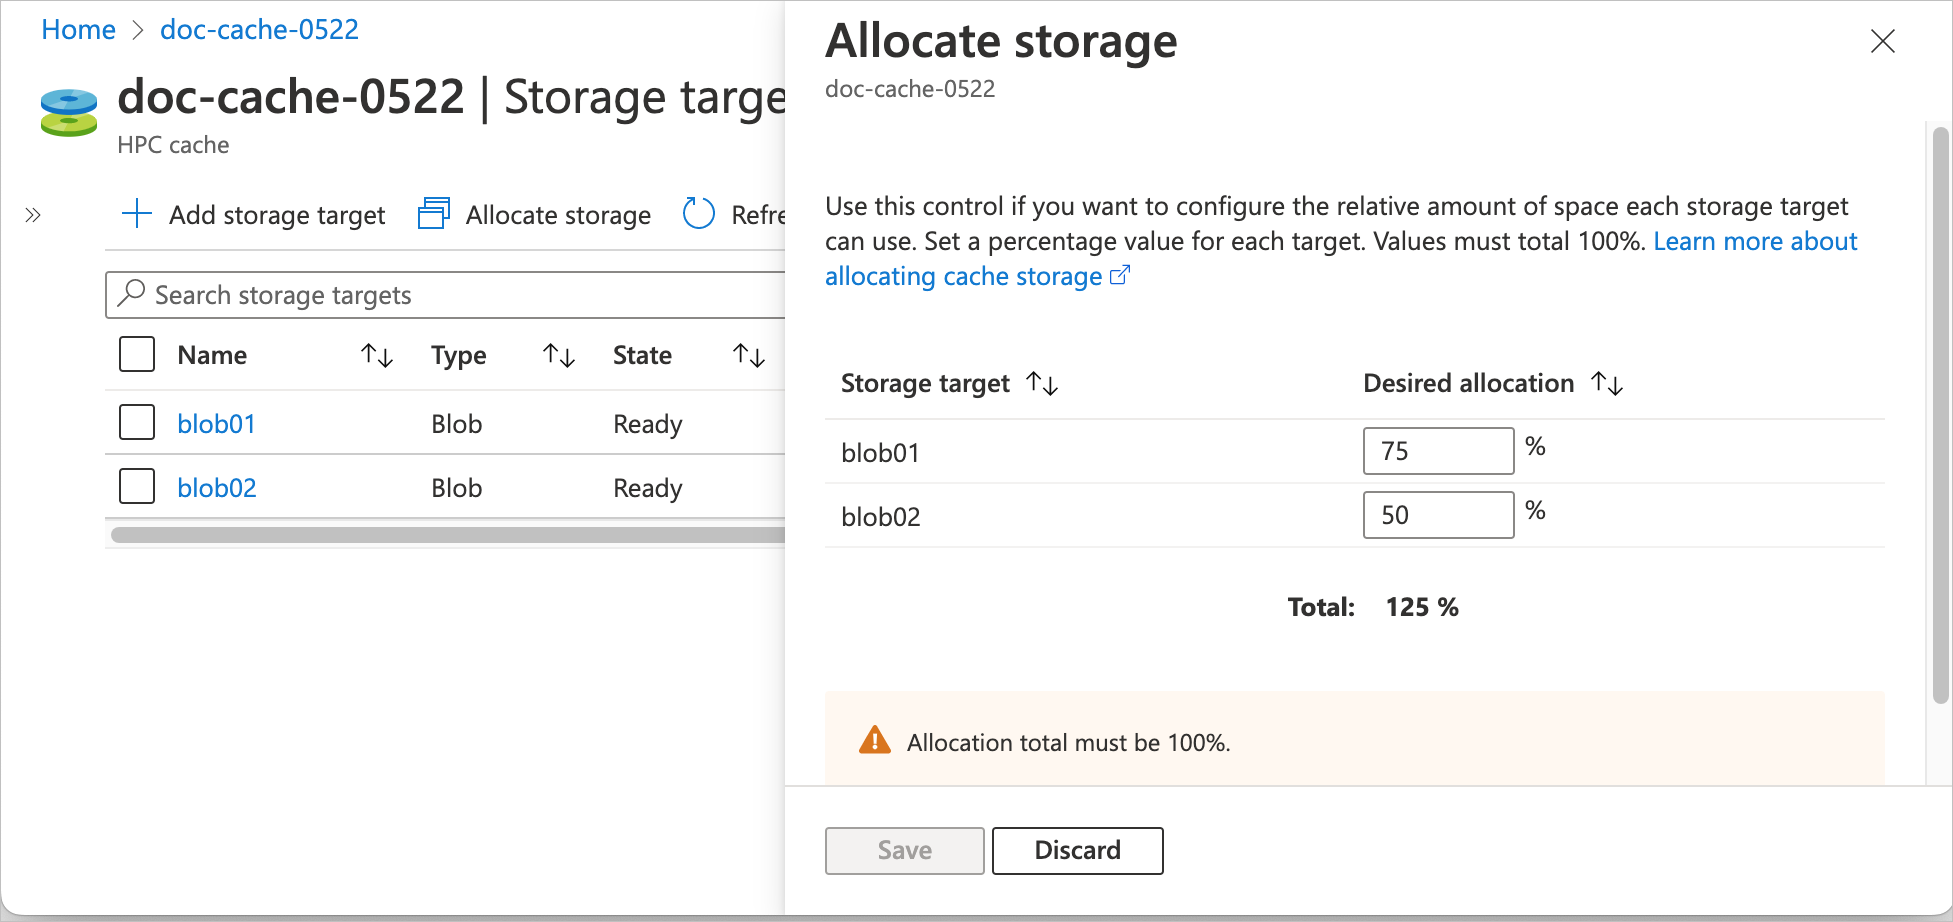 Home > doc-cache-0522
doc-cache-0522 | Storage targe
HPC cache
Add storage target Allocate storage Refre
Search storage targets
Name Type State
blob01 Blob Ready
blob02 Blob Ready
Allocate storage
doc-cache-0522
Use this control if you want to configure the relative amount of space each storage target
can use. Set a percentage value for each target. Values must total 100%. Learn more about
allocating cache storage
Storage target Desired allocation
blob01 75 %
blob02 50 %
Total: 125 %
Allocation total must be 100%.
Save Discard